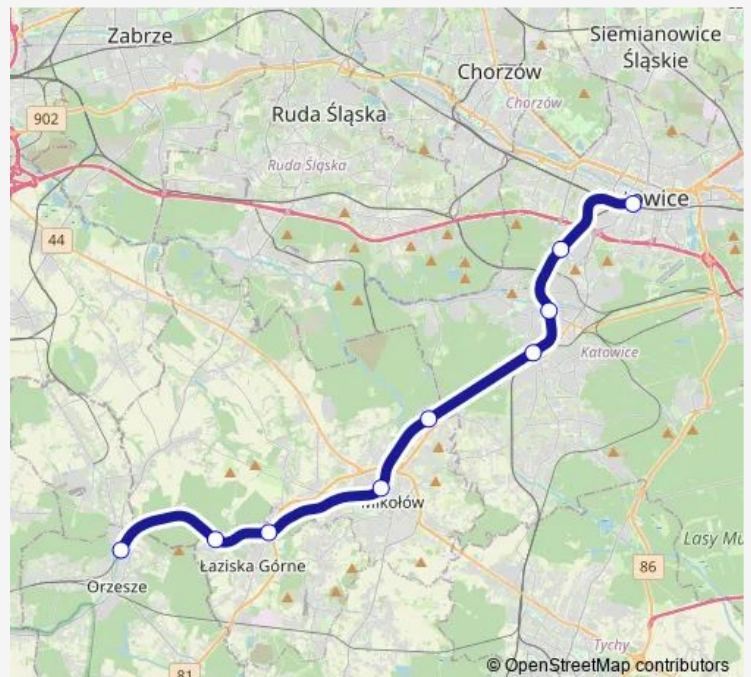 Zabrze
Siemianowice
Śląskie
Chorzów
Chorzów
902
Ruda Śląska
Ruda Śląska
owice
44
Katowice
Mikołów
Łaziska Górne
Orzesze
Lasy Mu
86
Tychy
81
© OpenStreetMap contributors